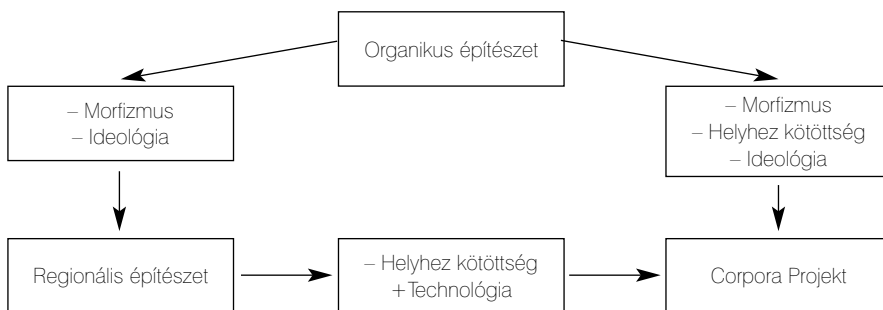 Organikus építészet
– Morfizmus
– Ideológia
– Morfizmus
– Helyhez kötöttség
– Ideológia
Regionális építészet
– Helyhez kötöttség
+Technológia
Corpora Projekt